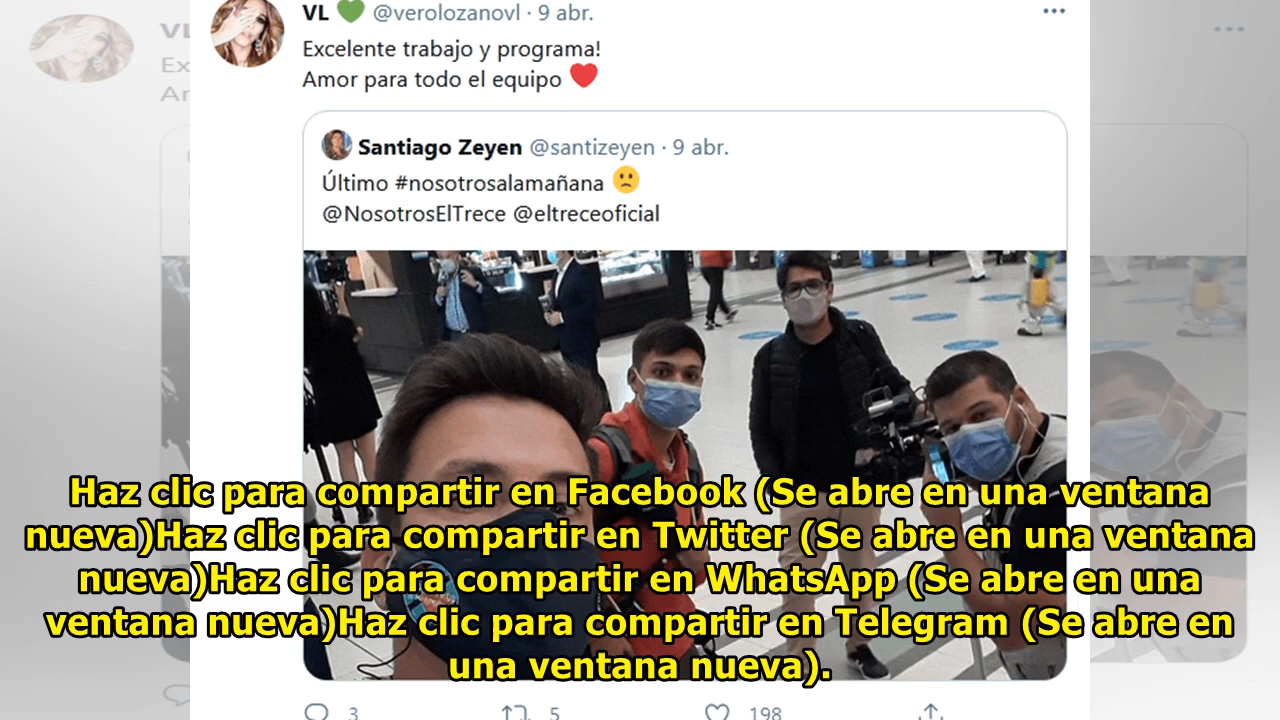 VL 💚 @verolozanovl · 9 abr.
Excelente trabajo y programa!
Amor para todo el equipo ❤️
Santiago Zeyen @santizeyen · 9 abr.
Último #nosotrosalamañana 🙁
@NosotrosElTrece @eltreceoficial
Haz clic para compartir en Facebook (Se abre en una ventana
nueva)Haz clic para compartir en Twitter (Se abre en una ventana
nueva)Haz clic para compartir en WhatsApp (Se abre en una
ventana nueva)Haz clic para compartir en Telegram (Se abre en
una ventana nueva).
3 5 198